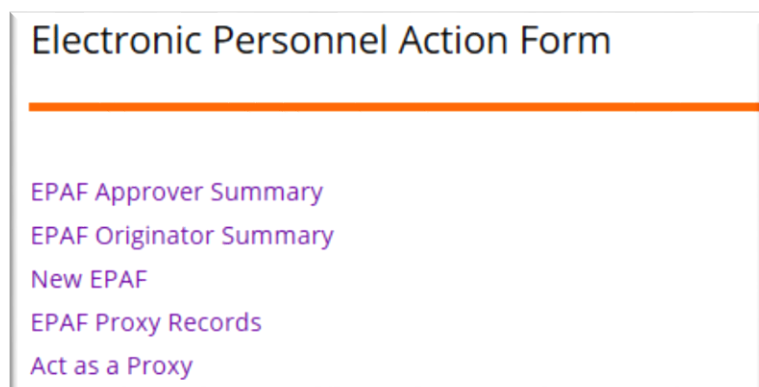 Electronic Personnel Action Form
EPAF Approver Summary
EPAF Originator Summary
New EPAF
EPAF Proxy Records
Act as a Proxy